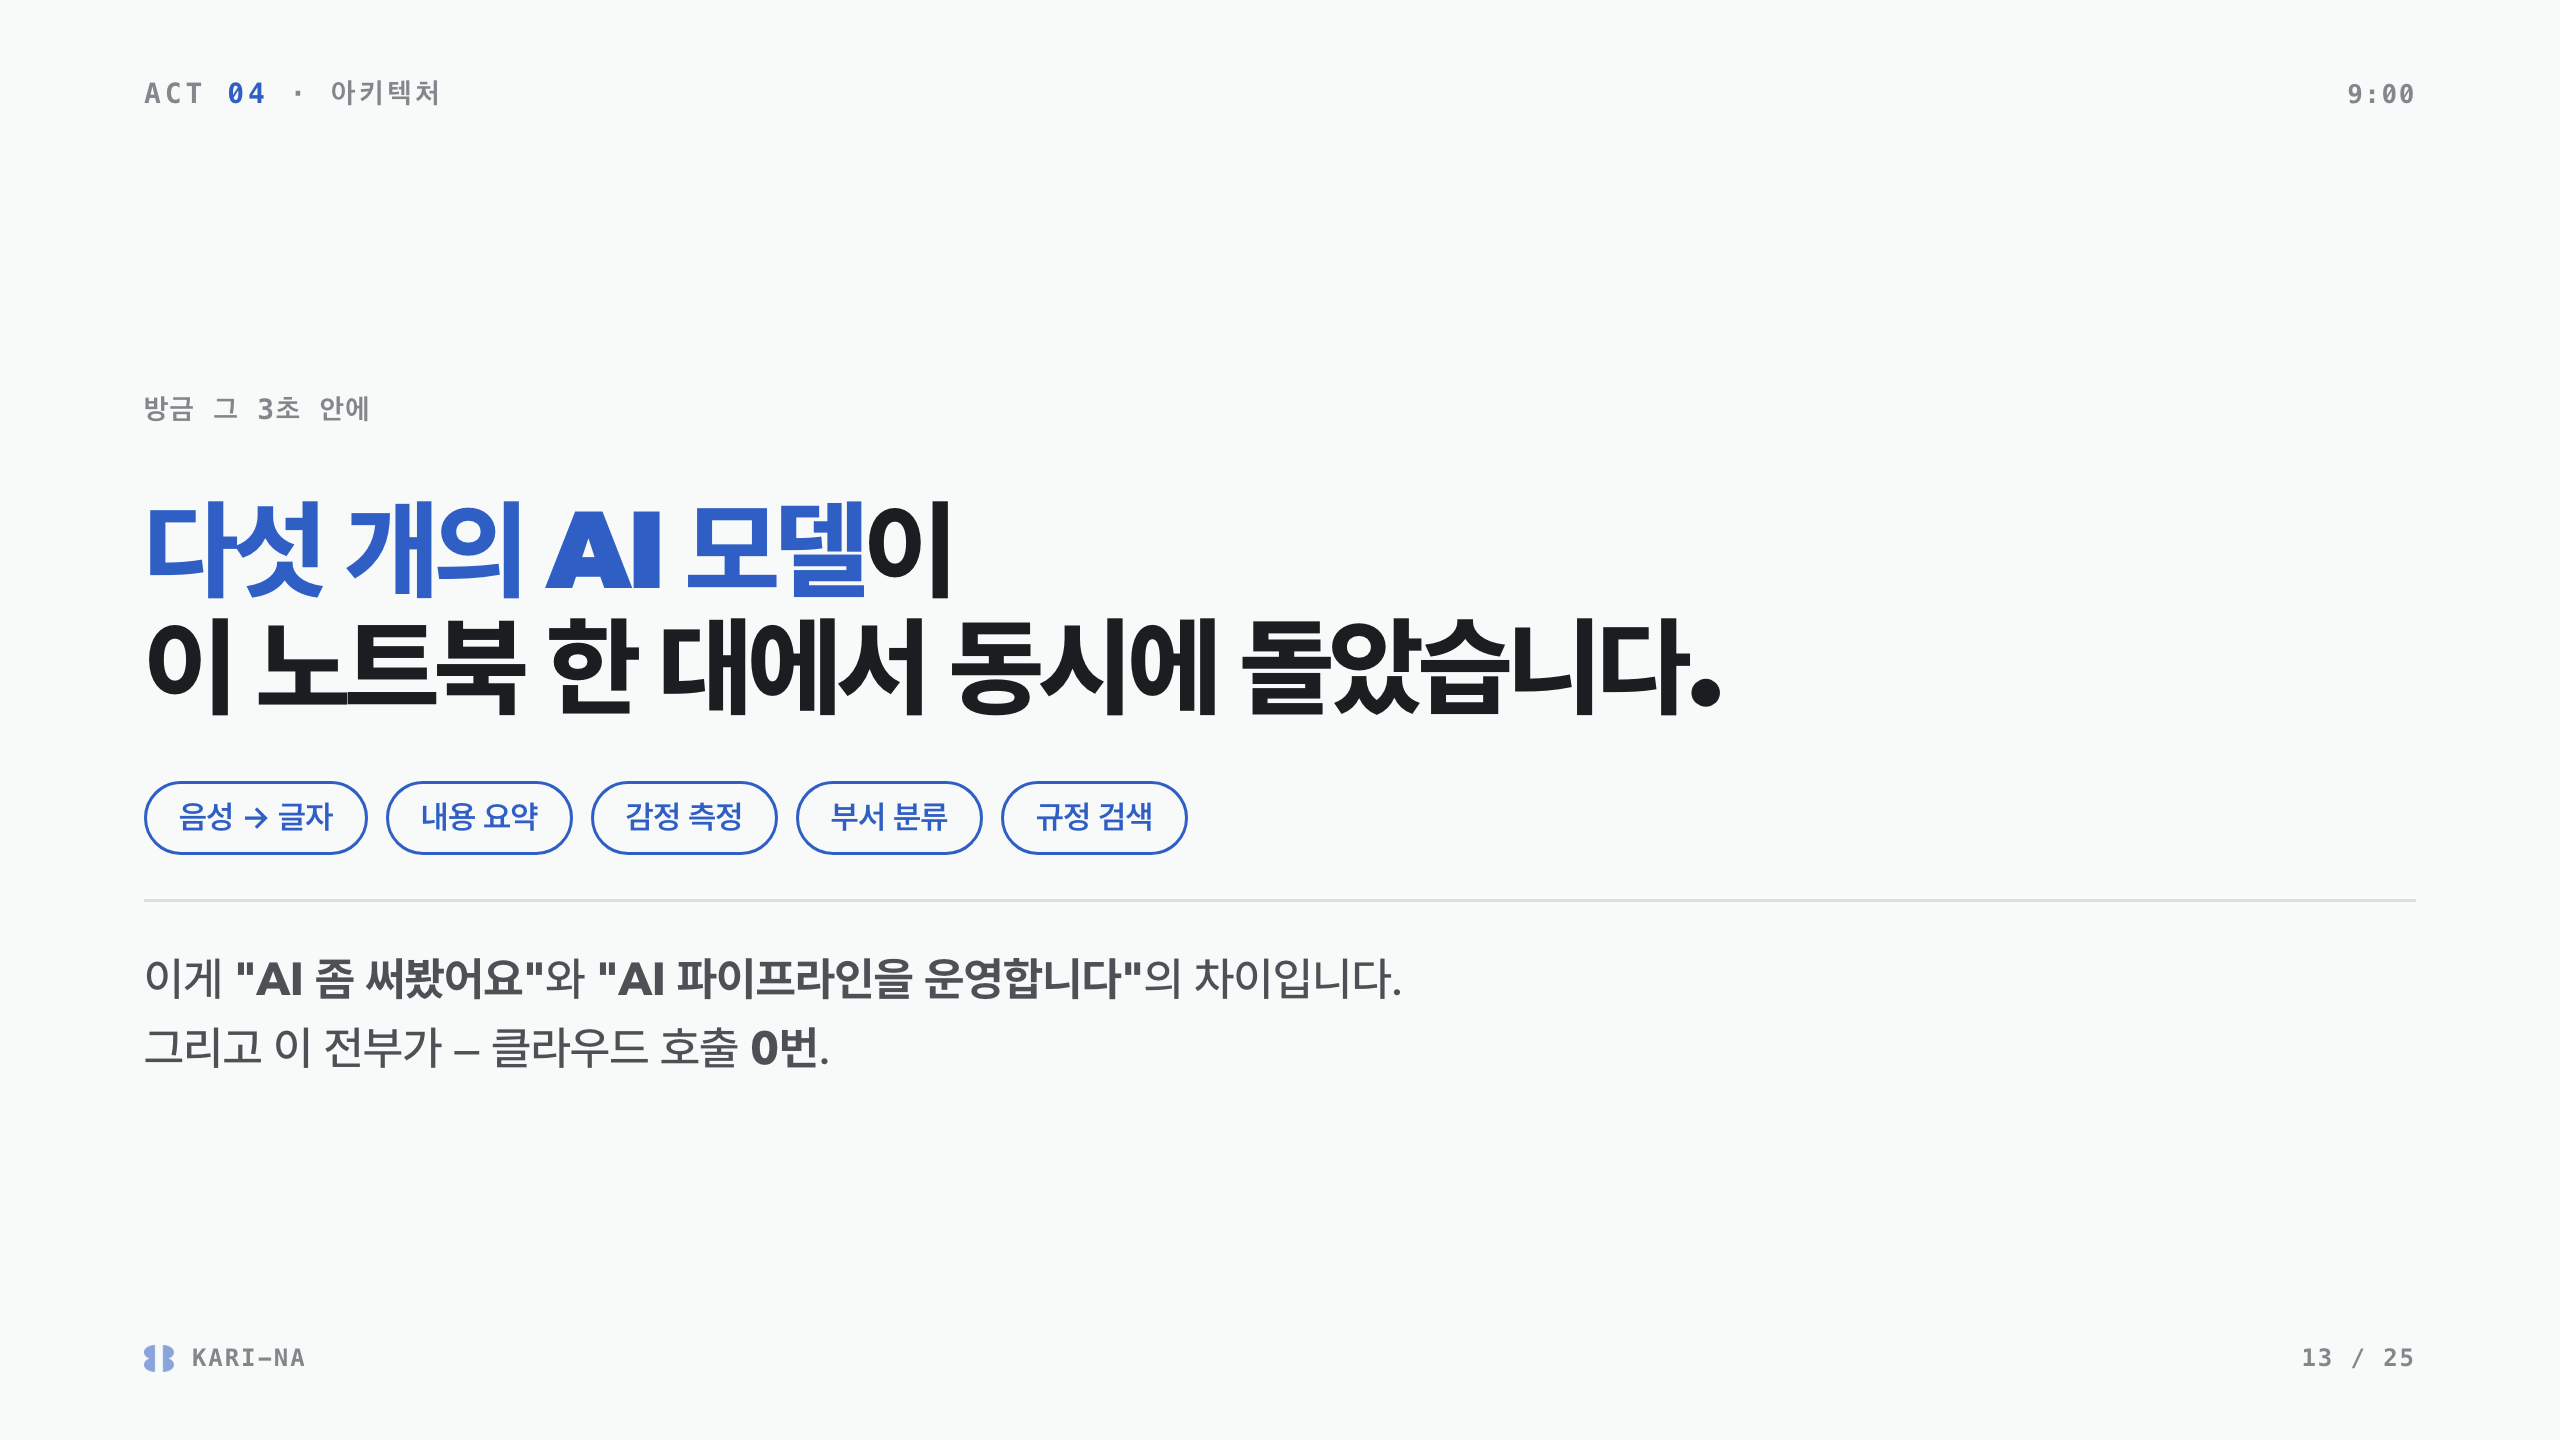 ACT 04 · 아키텍처
9:00
방금 그 3초 안에
다섯 개의 AI 모델이
이 노트북 한 대에서 동시에 돌았습니다.
음성 → 글자
내용 요약
감정 측정
부서 분류
규정 검색
이게 "AI 좀 써봤어요"와 "AI 파이프라인을 운영합니다"의 차이입니다.
그리고 이 전부가 – 클라우드 호출 0번.
KARI-NA
13 / 25